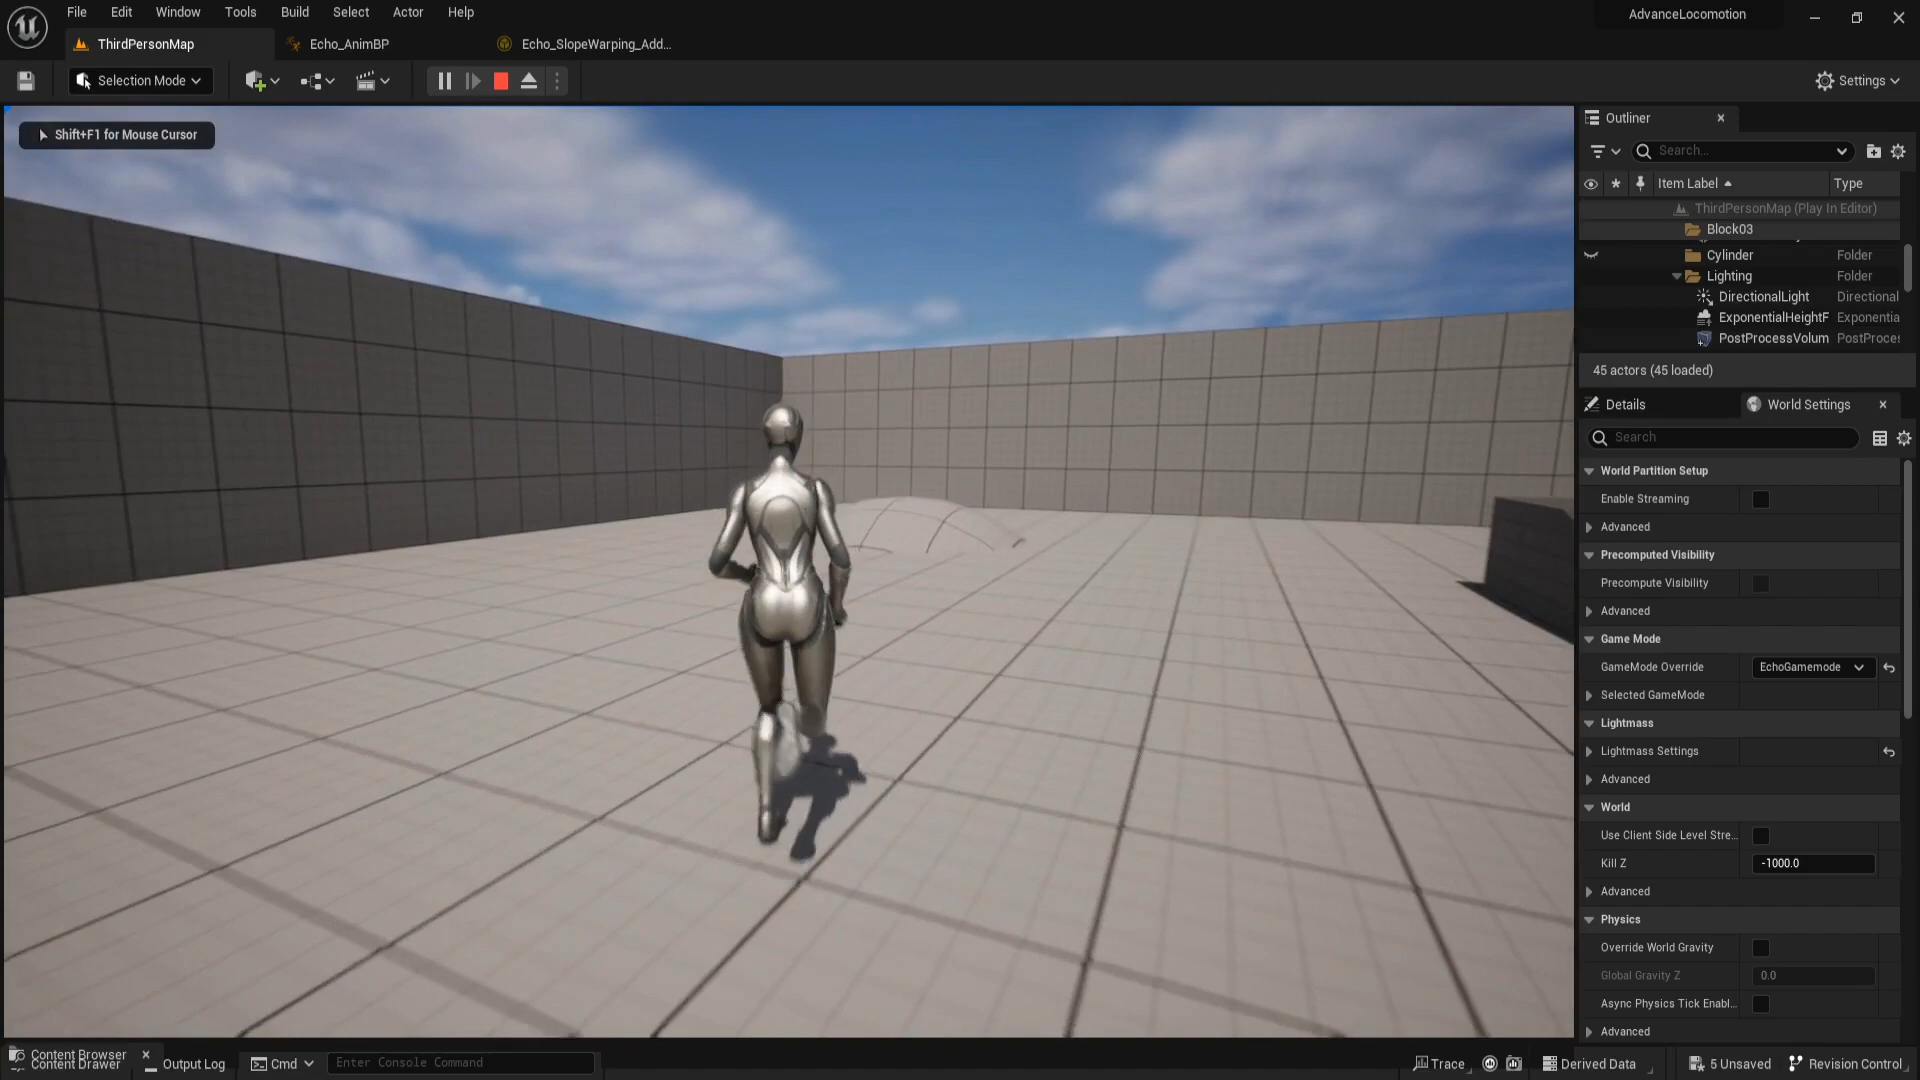 File Edit Window Tools Build Select Actor Help
AdvanceLocomotion
ThirdPersonMap
Echo_AnimBP
Echo_SlopeWarping_Add...
Selection Mode
Settings
Shift+F1 for Mouse Cursor
Outliner
Search...
Item Label
Type
ThirdPersonMap (Play In Editor)
Block03
Cylinder Folder
Lighting Folder
DirectionalLight Directional
ExponentialHeightF Exponentia
PostProcessVolum PostProces
45 actors (45 loaded)
Details
World Settings
Search
World Partition Setup
Enable Streaming
Advanced
Precomputed Visibility
Precompute Visibility
Advanced
Game Mode
GameMode Override EchoGamemode
Selected GameMode
Lightmass
Lightmass Settings
Advanced
World
Use Client Side Level Stre...
Kill Z -1000.0
Advanced
Physics
Override World Gravity
Global Gravity Z 0.0
Async Physics Tick Enabl...
Advanced
Content Browser
Content Drawer
Output Log
Cmd
Enter Console Command
Trace
Derived Data
5 Unsaved
Revision Control